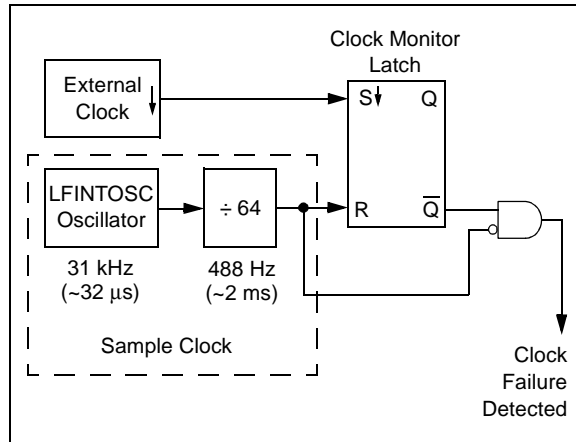 Clock Monitor
Latch
External
Clock
S
Q
LFINTOSC
Oscillator
÷ 64
R
Q
31 kHz
(~32 μs)
488 Hz
(~2 ms)
Sample Clock
Clock
Failure
Detected